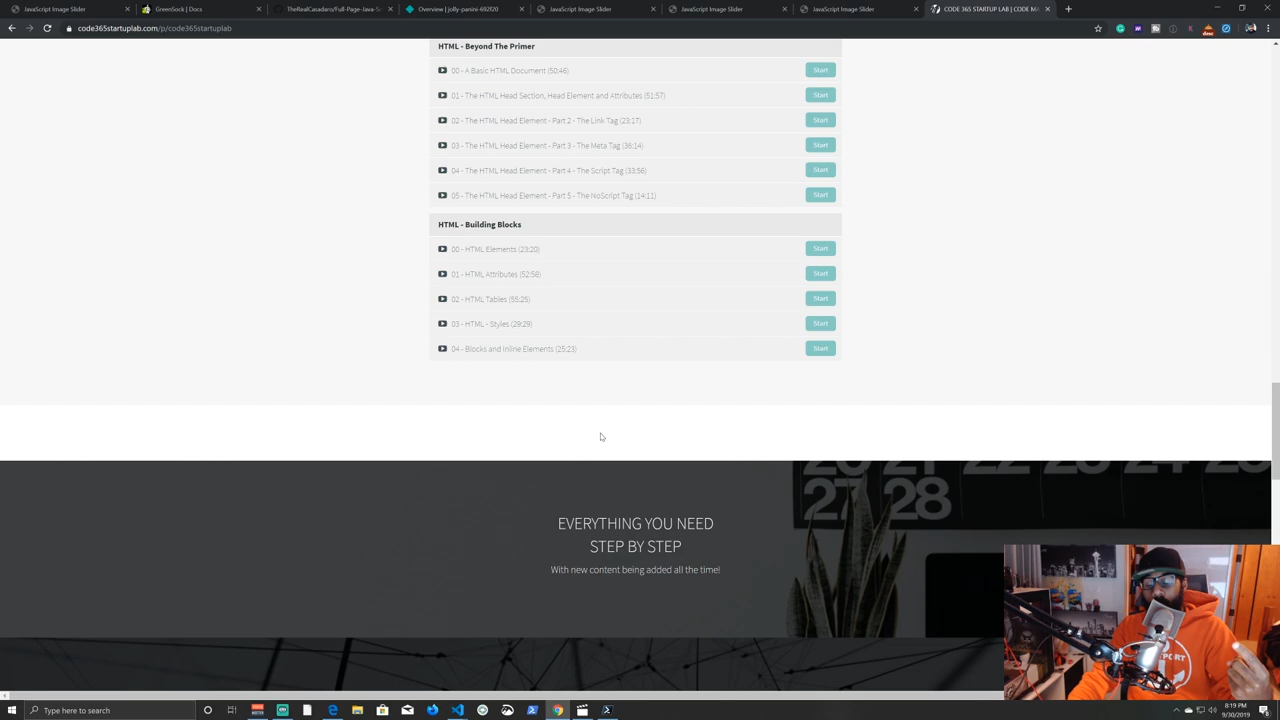 JavaScript Image Slider
GreenSock | Docs
TheRealCasadaro/Full-Page-Java-Sc
Overview | jolly-panini-692f20
JavaScript Image Slider
JavaScript Image Slider
JavaScript Image Slider
CODE 365 STARTUP LAB | CODE MA
code365startuplab.com/p/code365startuplab
HTML - Beyond The Primer
00 - A Basic HTML Document (50:46)
Start
01 - The HTML Head Section, Head Element and Attributes (51:57)
Start
02 - The HTML Head Element - Part 2 - The Link Tag (23:17)
Start
03 - The HTML Head Element - Part 3 - The Meta Tag (36:14)
Start
04 - The HTML Head Element - Part 4 - The Script Tag (33:56)
Start
05 - The HTML Head Element - Part 5 - The NoScript Tag (14:11)
Start
HTML - Building Blocks
00 - HTML Elements (23:20)
Start
01 - HTML Attributes (52:58)
Start
02 - HTML Tables (55:25)
Start
03 - HTML - Styles (29:29)
Start
04 - Blocks and Inline Elements (25:23)
Start
27 28
EVERYTHING YOU NEED
STEP BY STEP
With new content being added all the time!
Type here to search
8:19 PM
9/30/2019